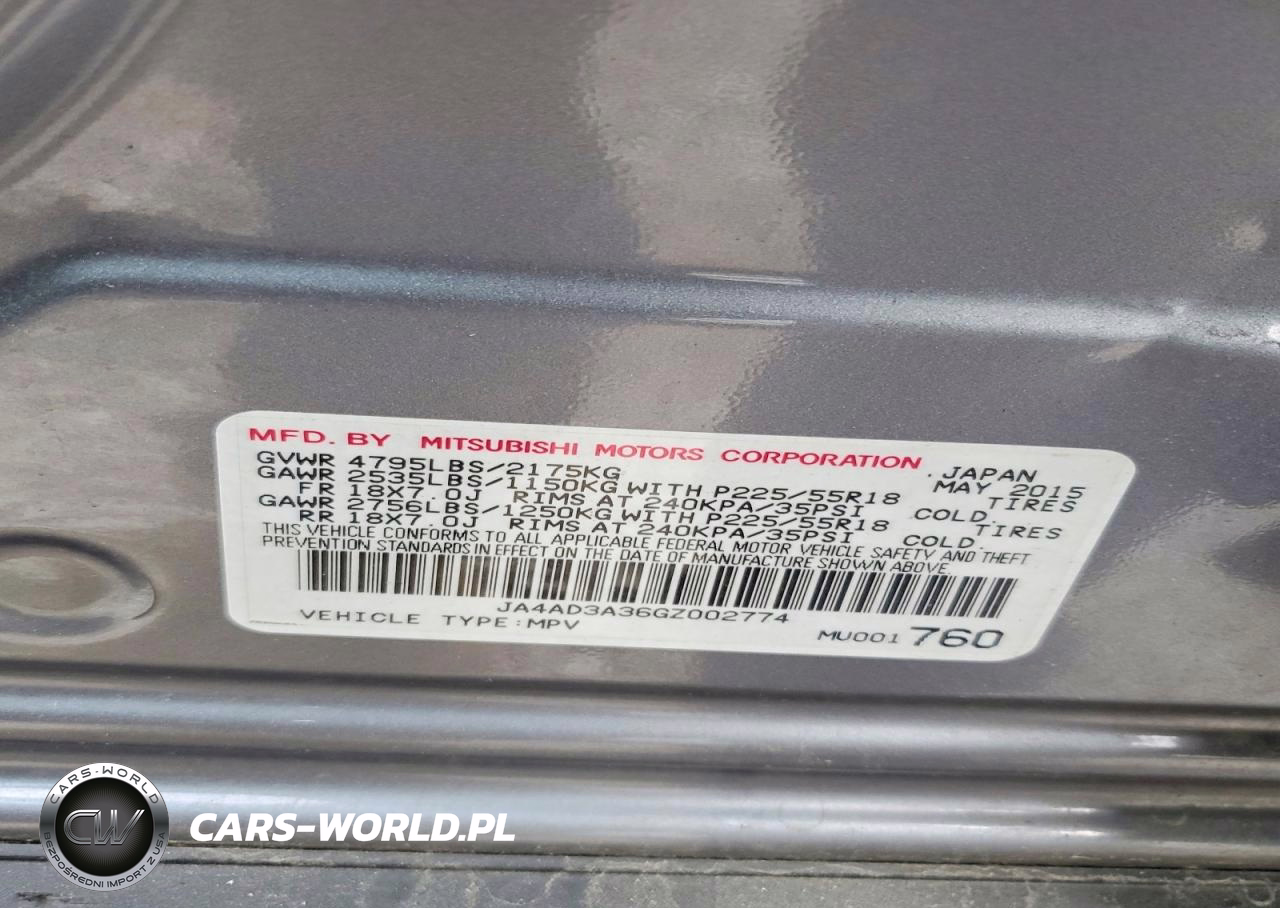 MFD. BY MITSUBISHI MOTORS CORPORATION .JAPAN
GVWR 4795LBS/2175KG MAY 2015
GAWR 2535LBS/1150KG WITH P225/55R18 TIRES
FR 18X7.0J RIMS AT 240KPA/35PSI COLD
GAWR 2756LBS/1250KG WITH P225/55R18 TIRES
RR 18X7.0J RIMS AT 240KPA/35PSI COLD
THIS VEHICLE CONFORMS TO ALL APPLICABLE FEDERAL MOTOR VEHICLE SAFETY AND THEFT
PREVENTION STANDARDS IN EFFECT ON THE DATE OF MANUFACTURE SHOWN ABOVE.
JA4AD3A36GZ002774
VEHICLE TYPE:MPV MU001 760
CARS-WORLD
CW
BEZPOŚREDNI IMPORT Z USA
CARS-WORLD.PL